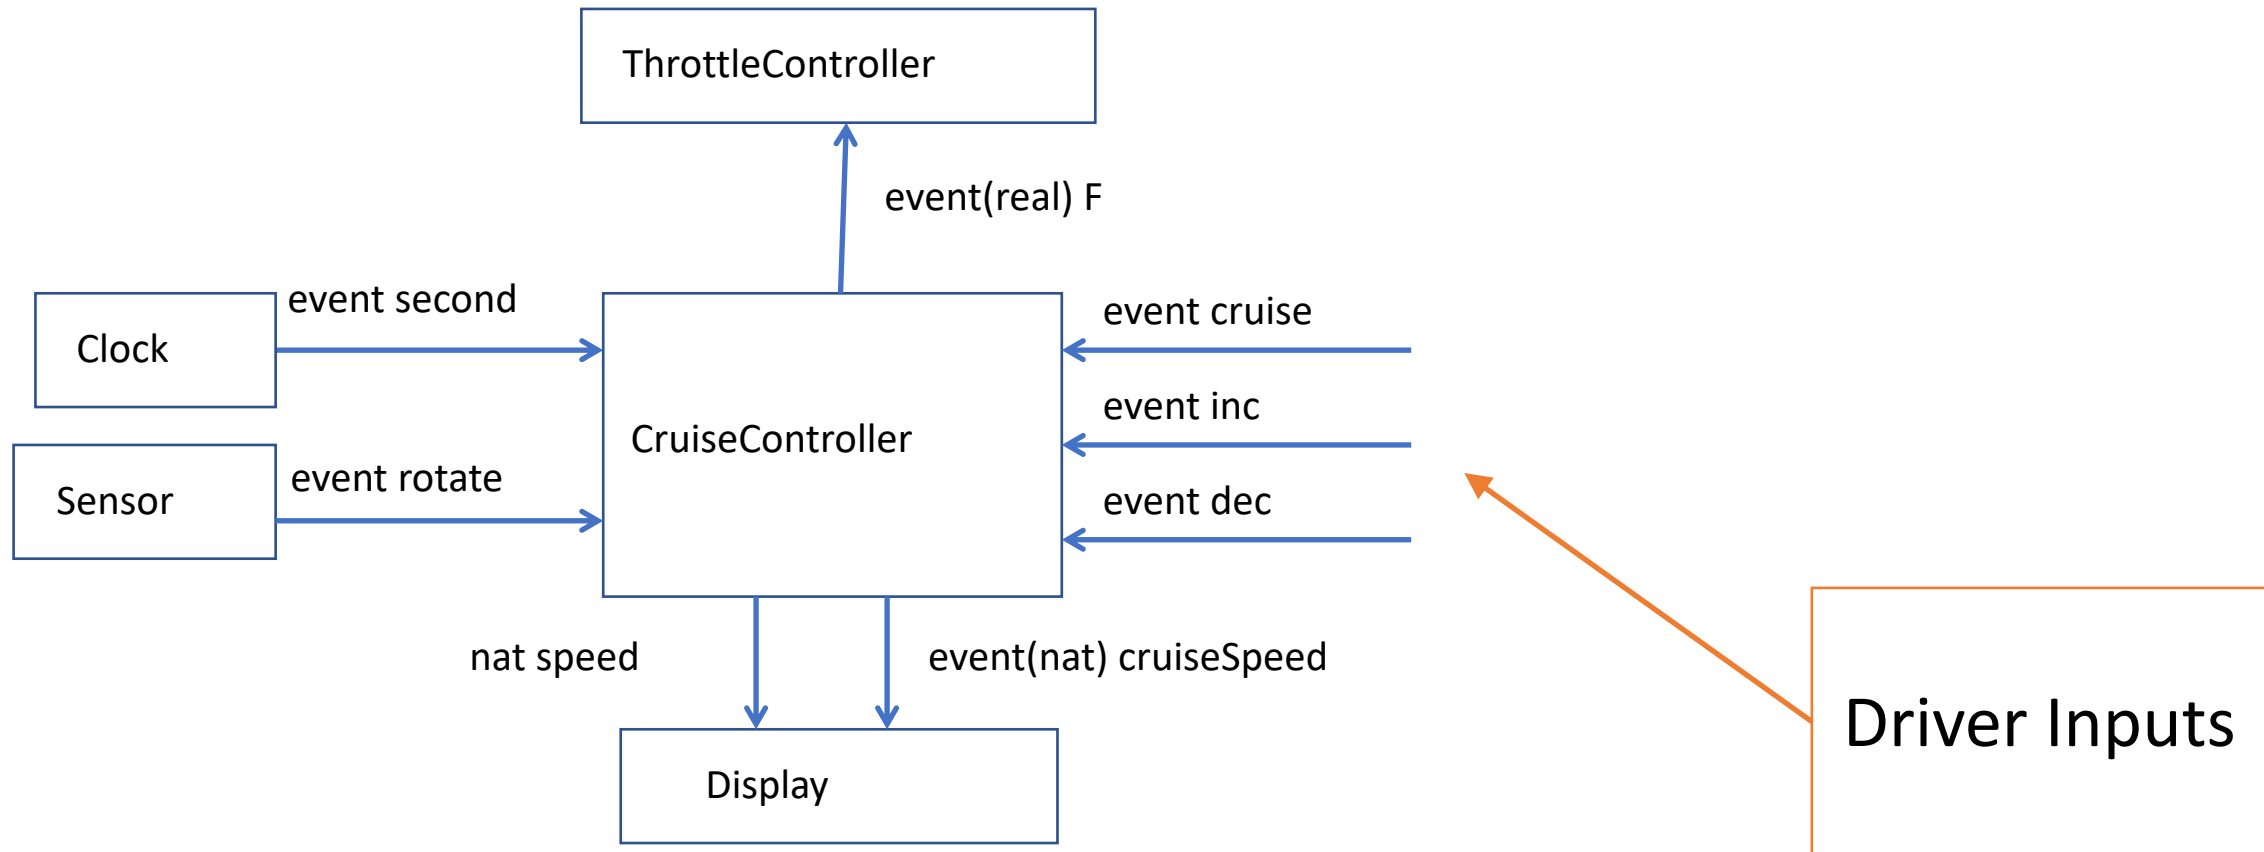 ThrottleController
event(real) F
event second
Clock
event rotate
Sensor
CruiseController
event cruise
event inc
event dec
nat speed
event(nat) cruiseSpeed
Display
Driver Inputs